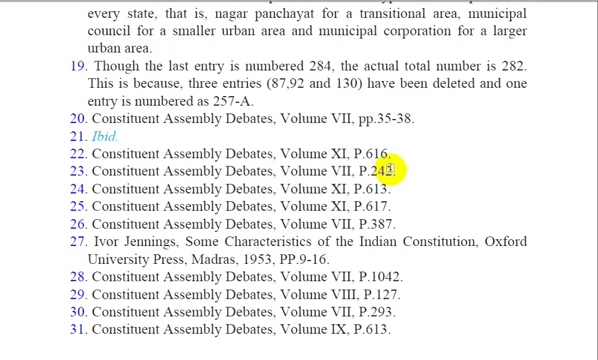 every state, that is, nagar panchayat for a transitional area, municipal
council for a smaller urban area and municipal corporation for a larger
urban area.
19. Though the last entry is numbered 284, the actual total number is 282.
This is because, three entries (87,92 and 130) have been deleted and one
entry is numbered as 257-A.
20. Constituent Assembly Debates, Volume VII, pp.35-38.
21. Ibid.
22. Constituent Assembly Debates, Volume XI, P.616.
23. Constituent Assembly Debates, Volume VII, P.242.
24. Constituent Assembly Debates, Volume XI, P.613.
25. Constituent Assembly Debates, Volume XI, P.617.
26. Constituent Assembly Debates, Volume VII, P.387.
27. Ivor Jennings, Some Characteristics of the Indian Constitution, Oxford
University Press, Madras, 1953, PP.9-16.
28. Constituent Assembly Debates, Volume VII, P.1042.
29. Constituent Assembly Debates, Volume VIII, P.127.
30. Constituent Assembly Debates, Volume VII, P.293.
31. Constituent Assembly Debates, Volume IX, P.613.